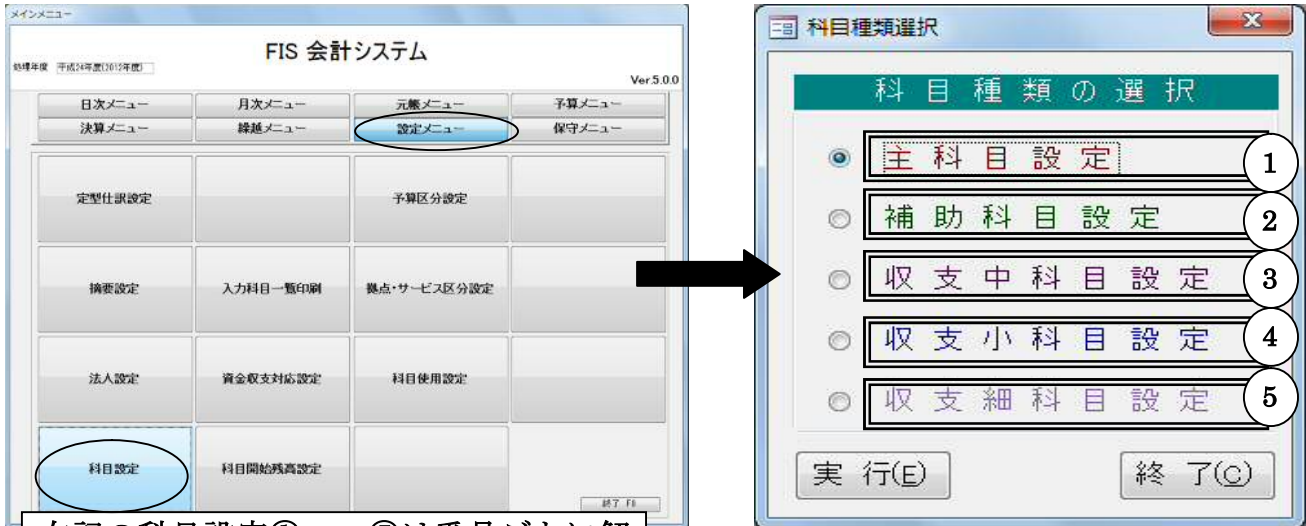 メインメニュー
FIS 会計システム
処理年度 平成24年度(2012年度)
Ver.5.0.0
日次メニュー 月次メニュー 元帳メニュー 予算メニュー
決算メニュー 繰越メニュー 設定メニュー 保守メニュー
定型仕訳設定 予算区分設定
摘要設定 入力科目一覧印刷 拠点・サービス区分設定
法人設定 資金収支対応設定 科目使用設定
科目設定 科目開始残高設定
終了 F8
科目種類選択
科目種類の選択
主科目設定 1
補助科目設定 2
収支中科目設定 3
収支小科目設定 4
収支細科目設定 5
実 行(E) 終 了(C)